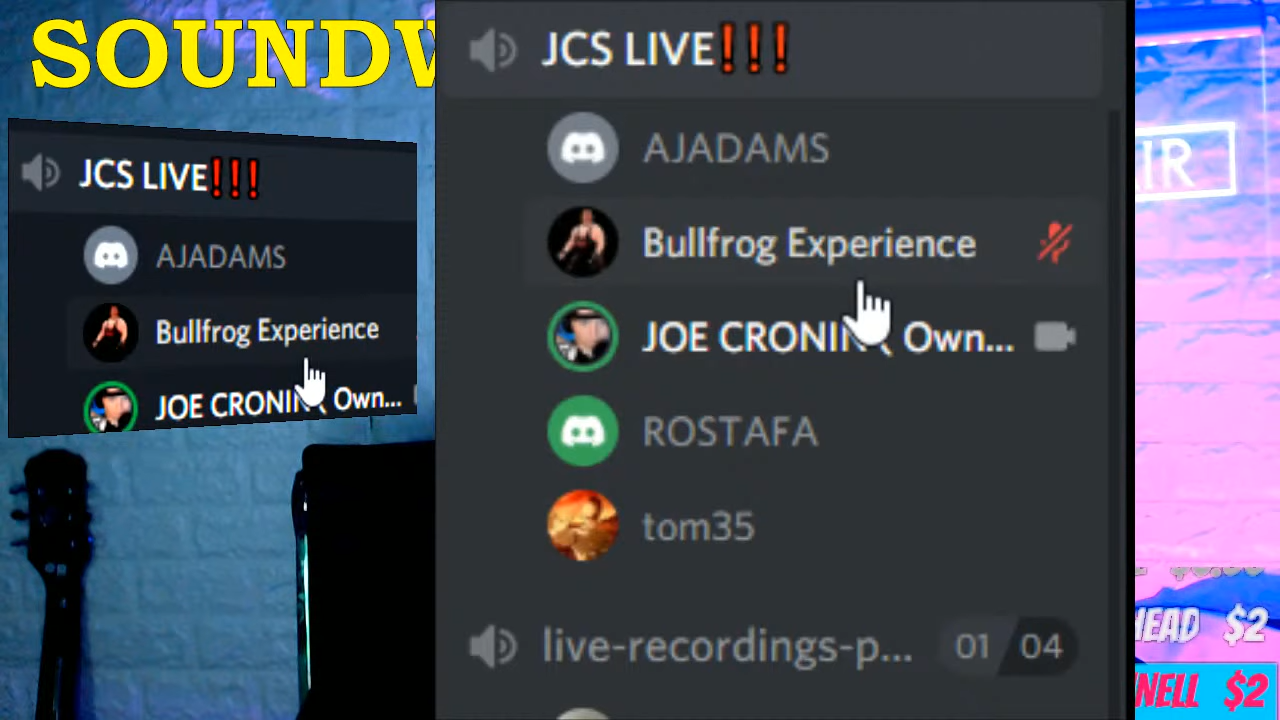 SOUND
JCS LIVE!!!
AJADAMS
Bullfrog Experience
JOE CRONIN ( Own...
JCS LIVE!!!
AJADAMS
Bullfrog Experience
JOE CRONIN ( Own...
ROSTAFA
tom35
live-recordings-p...
01 04
IR
HEAD $2
NELL $2